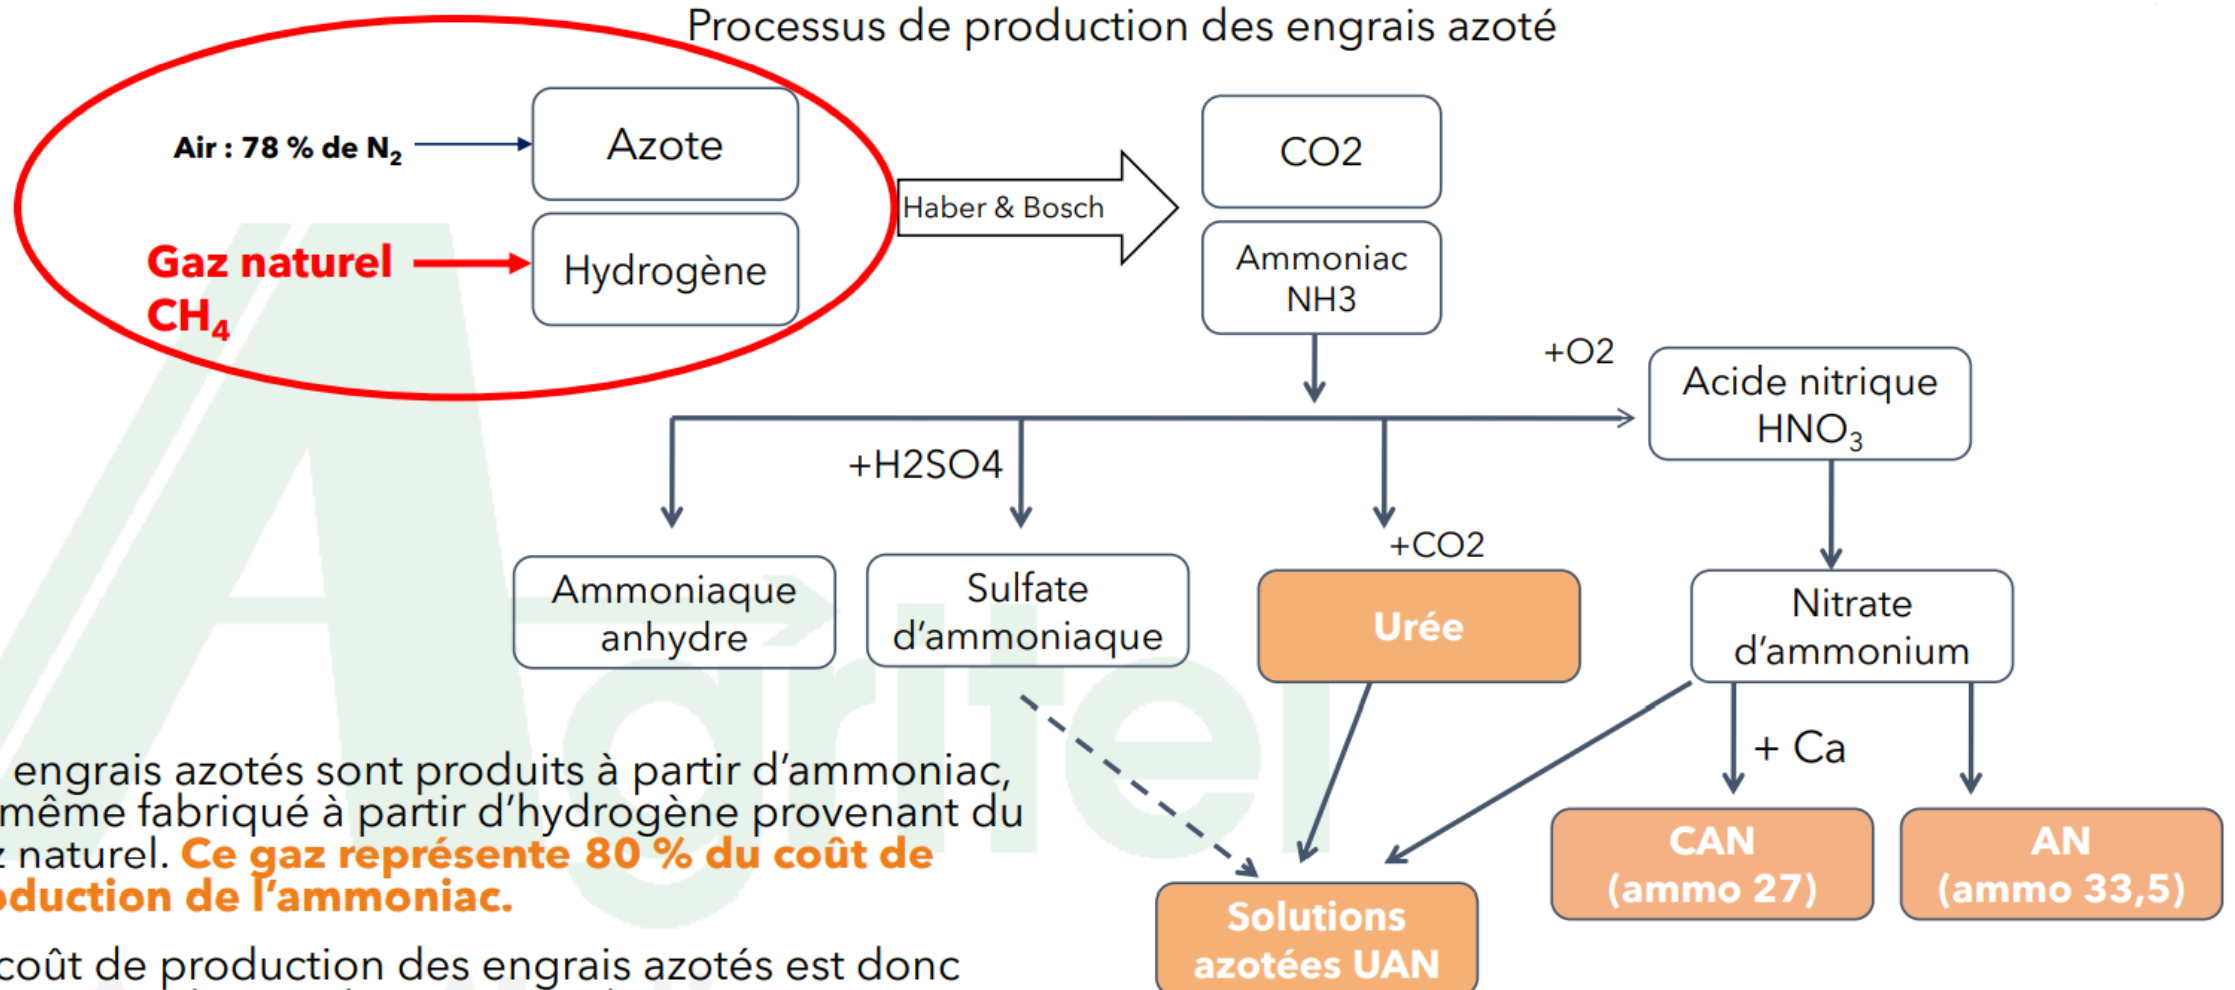 Processus de production des engrais azoté
Air : 78 % de N₂
Azote
Gaz naturel
CH₄
Hydrogène
Haber & Bosch
CO2
Ammoniac
NH3
+O2
Acide nitrique
HNO₃
+H2SO4
+CO2
Ammoniaque
anhydre
Sulfate
d'ammoniaque
Urée
Nitrate
d'ammonium
+ Ca
CAN
(ammo 27)
AN
(ammo 33,5)
Solutions
azotées UAN
Agritel
engrais azotés sont produits à partir d'ammoniac,
même fabriqué à partir d'hydrogène provenant du
naturel. Ce gaz représente 80 % du coût de
de l'ammoniac.
coût de production des engrais azotés est donc